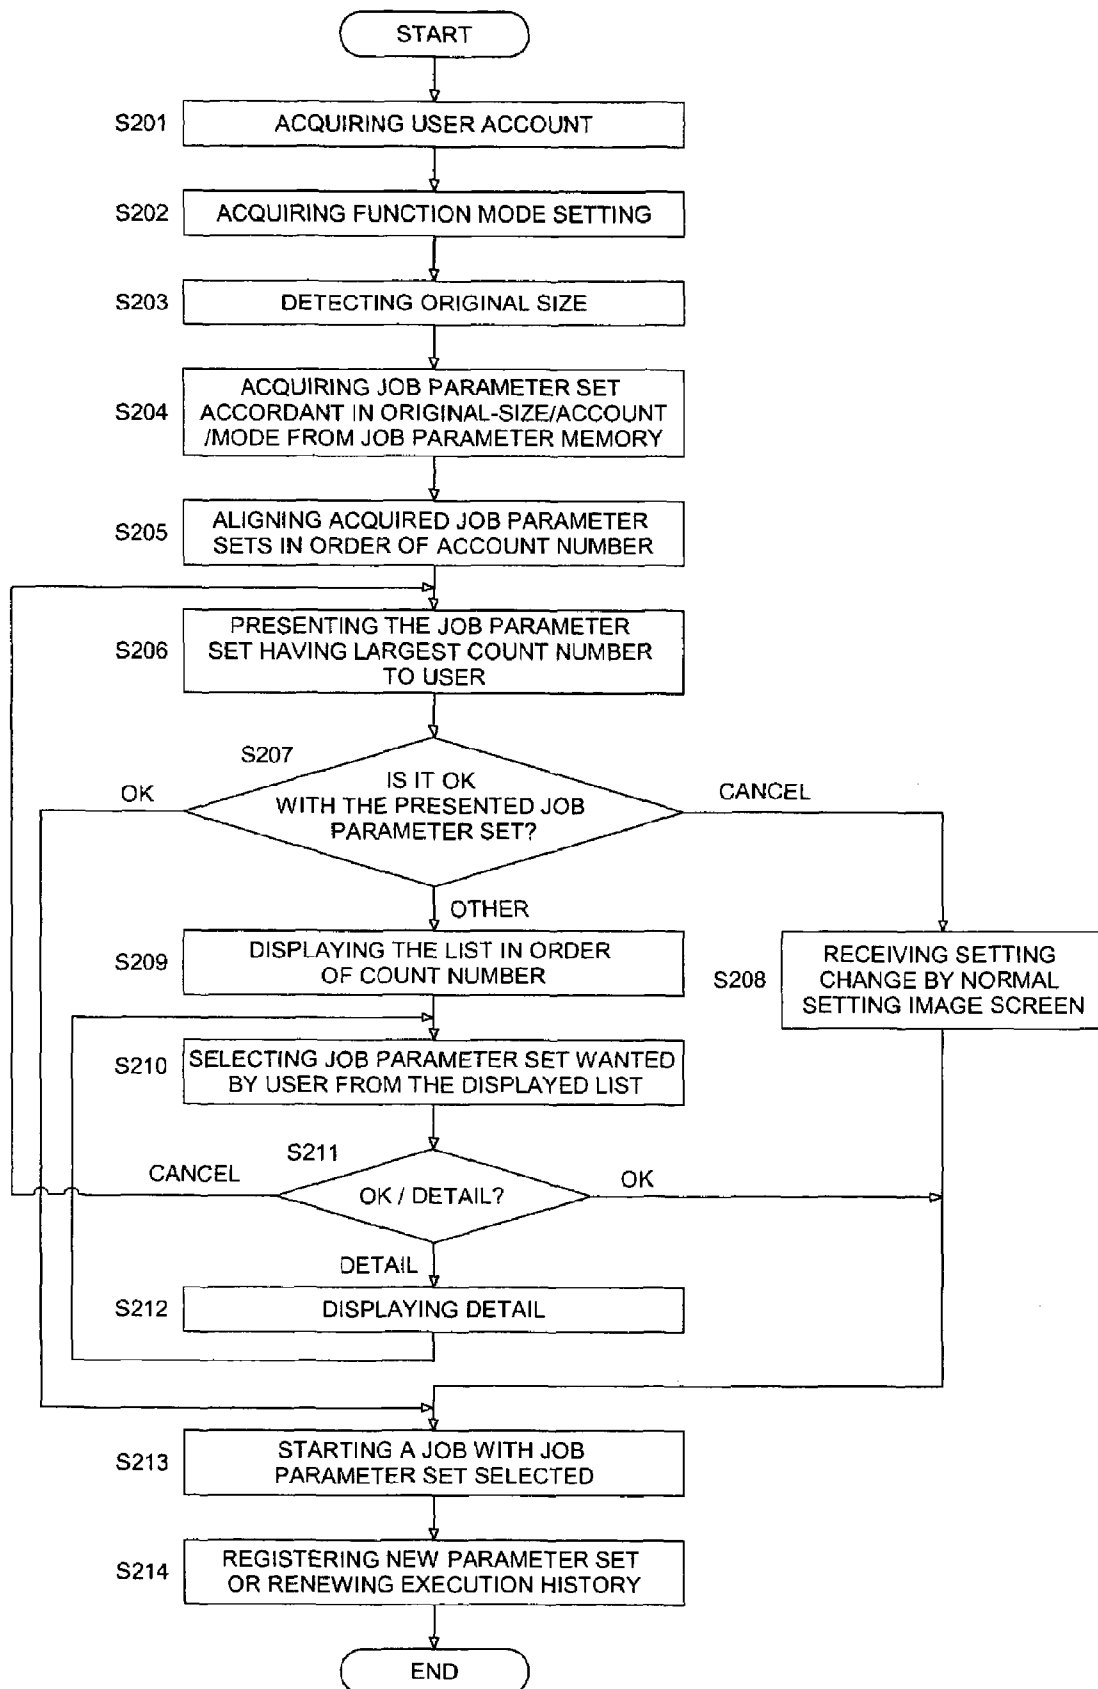 START
S201
ACQUIRING USER ACCOUNT
S202
ACQUIRING FUNCTION MODE SETTING
S203
DETECTING ORIGINAL SIZE
S204
ACQUIRING JOB PARAMETER SET
ACCORDANT IN ORIGINAL-SIZE/ACCOUNT
/MODE FROM JOB PARAMETER MEMORY
S205
ALIGNING ACQUIRED JOB PARAMETER
SETS IN ORDER OF ACCOUNT NUMBER
S206
PRESENTING THE JOB PARAMETER
SET HAVING LARGEST COUNT NUMBER
TO USER
S207
IS IT OK
WITH THE PRESENTED JOB
PARAMETER SET?
OK
CANCEL
OTHER
S209
DISPLAYING THE LIST IN ORDER
OF COUNT NUMBER
S208
RECEIVING SETTING
CHANGE BY NORMAL
SETTING IMAGE SCREEN
S210
SELECTING JOB PARAMETER SET WANTED
BY USER FROM THE DISPLAYED LIST
S211
OK / DETAIL?
CANCEL
OK
DETAIL
S212
DISPLAYING DETAIL
S213
STARTING A JOB WITH JOB
PARAMETER SET SELECTED
S214
REGISTERING NEW PARAMETER SET
OR RENEWING EXECUTION HISTORY
END